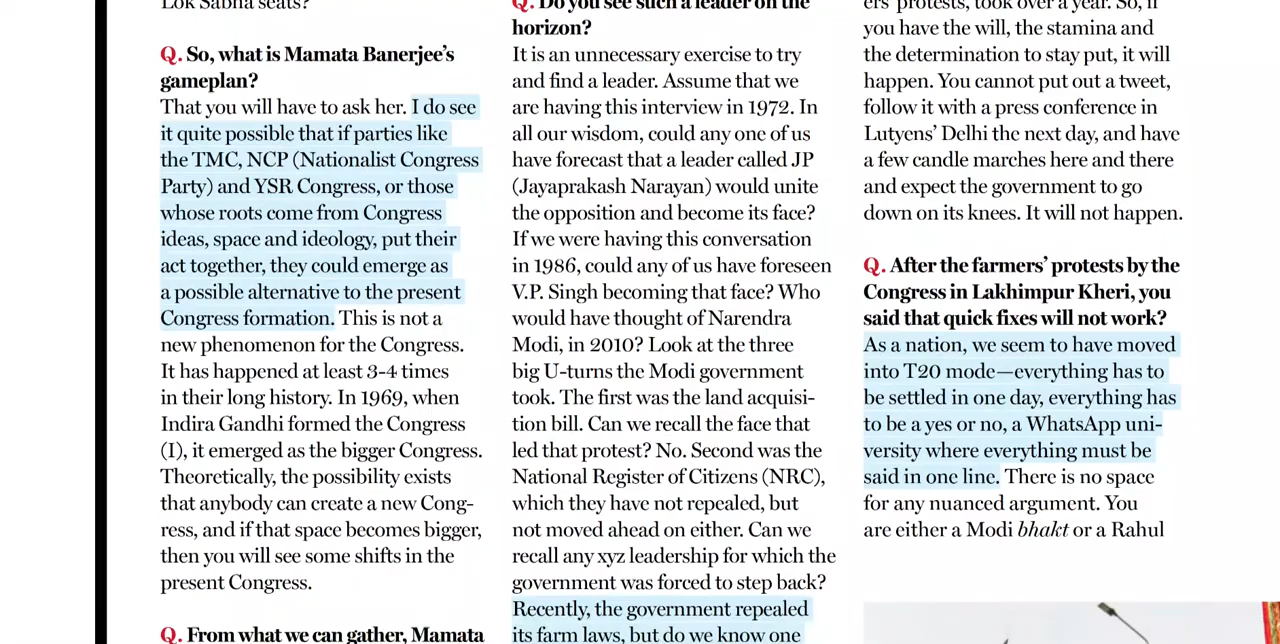 Lok Sabha seats?
Q. So, what is Mamata Banerjee’s
gameplan?
That you will have to ask her. I do see
it quite possible that if parties like
the TMC, NCP (Nationalist Congress
Party) and YSR Congress, or those
whose roots come from Congress
ideas, space and ideology, put their
act together, they could emerge as
a possible alternative to the present
Congress formation. This is not a
new phenomenon for the Congress.
It has happened at least 3-4 times
in their long history. In 1969, when
Indira Gandhi formed the Congress
(I), it emerged as the bigger Congress.
Theoretically, the possibility exists
that anybody can create a new Cong-
ress, and if that space becomes bigger,
then you will see some shifts in the
present Congress.
Q. From what we can gather, Mamata
Q. Do you see such a leader on the
horizon?
It is an unnecessary exercise to try
and find a leader. Assume that we
are having this interview in 1972. In
all our wisdom, could any one of us
have forecast that a leader called JP
(Jayaprakash Narayan) would unite
the opposition and become its face?
If we were having this conversation
in 1986, could any of us have foreseen
V.P. Singh becoming that face? Who
would have thought of Narendra
Modi, in 2010? Look at the three
big U-turns the Modi government
took. The first was the land acquisi-
tion bill. Can we recall the face that
led that protest? No. Second was the
National Register of Citizens (NRC),
which they have not repealed, but
not moved ahead on either. Can we
recall any xyz leadership for which the
government was forced to step back?
Recently, the government repealed
its farm laws, but do we know one
ers’ protests, took over a year. So, if
you have the will, the stamina and
the determination to stay put, it will
happen. You cannot put out a tweet,
follow it with a press conference in
Lutyens’ Delhi the next day, and have
a few candle marches here and there
and expect the government to go
down on its knees. It will not happen.
Q. After the farmers’ protests by the
Congress in Lakhimpur Kheri, you
said that quick fixes will not work?
As a nation, we seem to have moved
into T20 mode—everything has to
be settled in one day, everything has
to be a yes or no, a WhatsApp uni-
versity where everything must be
said in one line. There is no space
for any nuanced argument. You
are either a Modi bhakt or a Rahul